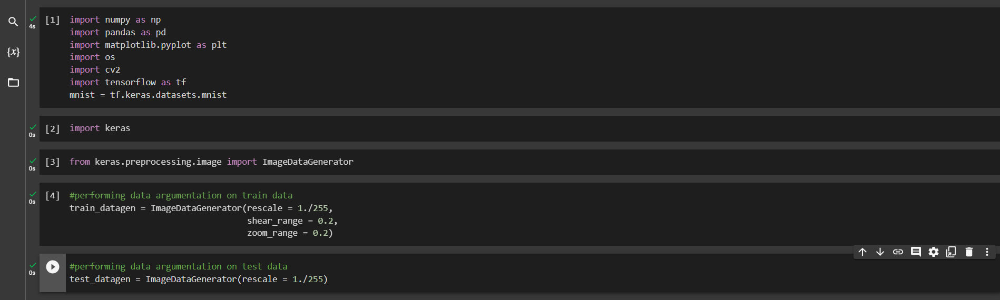 [1] import numpy as np
4s
import pandas as pd
import matplotlib.pyplot as plt
{x}
import os
import cv2
import tensorflow as tf
mnist = tf.keras.datasets.mnist
[2] import keras
0s
[3] from keras.preprocessing.image import ImageDataGenerator
0s
[4] #performing data argumentation on train data
0s
train_datagen = ImageDataGenerator(rescale = 1./255,
shear_range = 0.2,
zoom_range = 0.2)
#performing data argumentation on test data
0s
test_datagen = ImageDataGenerator(rescale = 1./255)